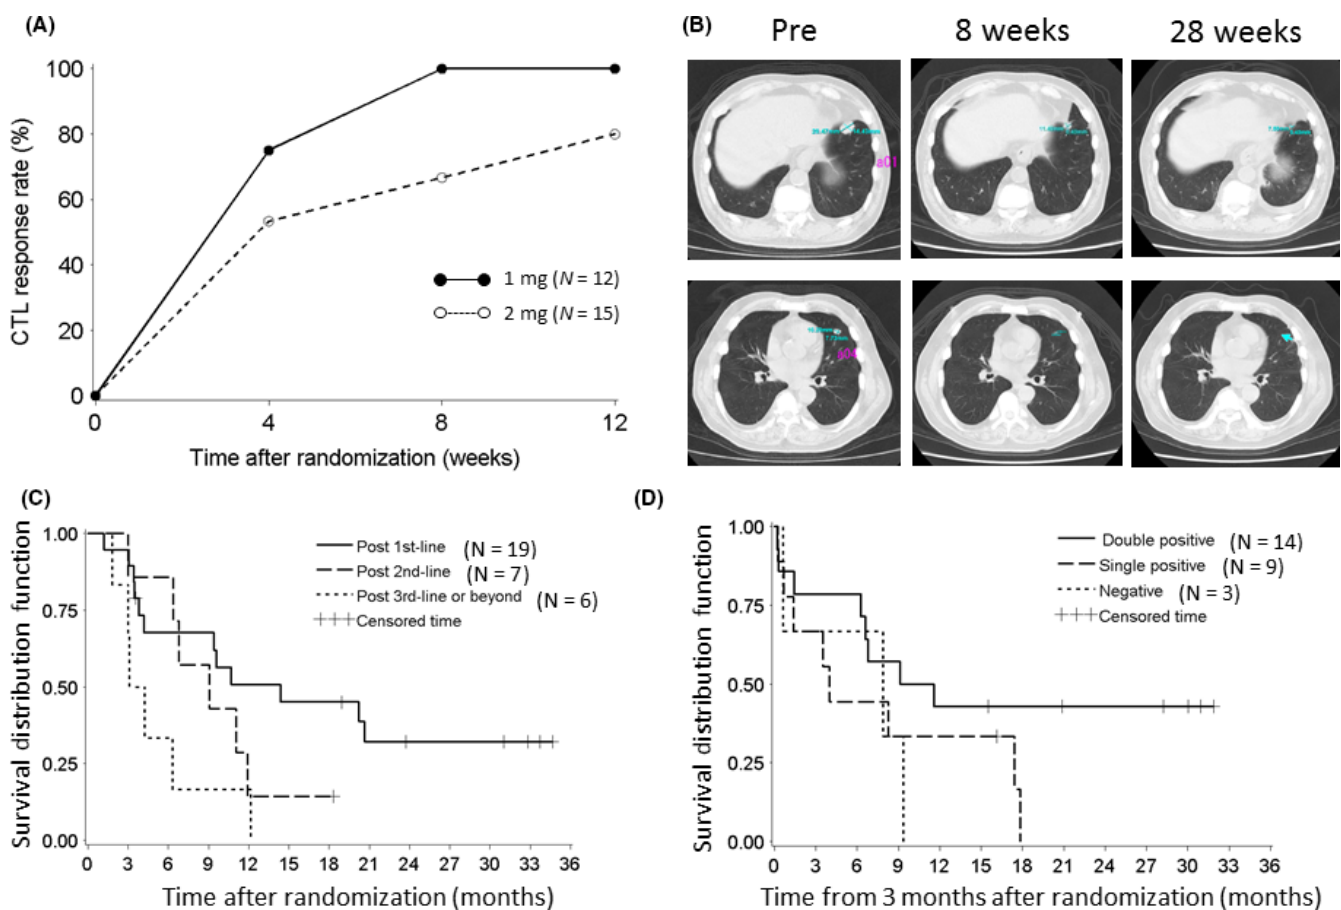 (A)
CTL response rate (%)
100
80
60
40
20
0
0 4 8 12
Time after randomization (weeks)
1 mg (N = 12)
2 mg (N = 15)
(B)
Pre 8 weeks 28 weeks
a01
(C)
Survival distribution function
1.00
0.75
0.50
0.25
0.00
0 3 6 9 12 15 18 21 24 27 30 33 36
Time after randomization (months)
Post 1st-line (N = 19)
Post 2nd-line (N = 7)
Post 3rd-line or beyond (N = 6)
Censored time
(D)
Survival distribution function
1.00
0.75
0.50
0.25
0.00
0 3 6 9 12 15 18 21 24 27 30 33 36
Time from 3 months after randomization (months)
Double positive (N = 14)
Single positive (N = 9)
Negative (N = 3)
Censored time